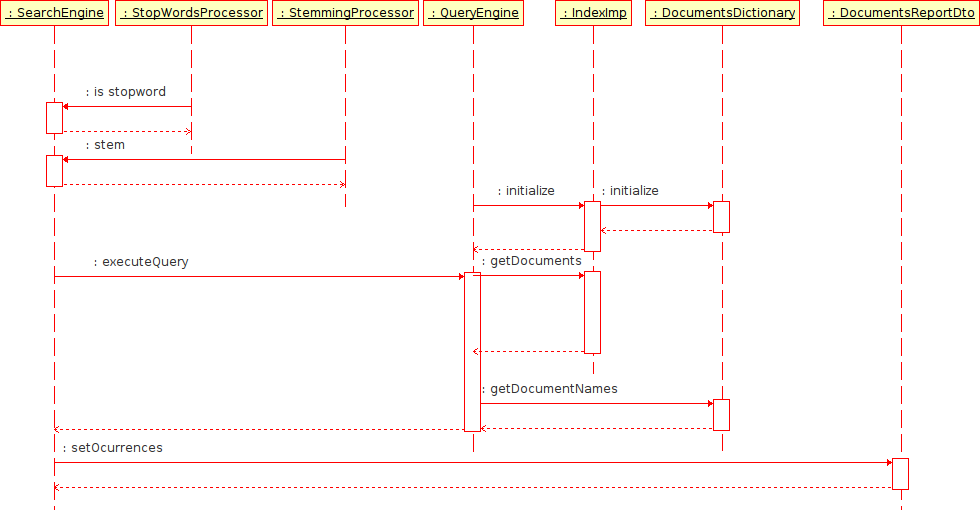 : SearchEngine
: StopWordsProcessor
: StemmingProcessor
: QueryEngine
: IndexImp
: DocumentsDictionary
: DocumentsReportDto
: is stopword
: stem
: initialize
: initialize
: executeQuery
: getDocuments
: getDocumentNames
: setOcurrences